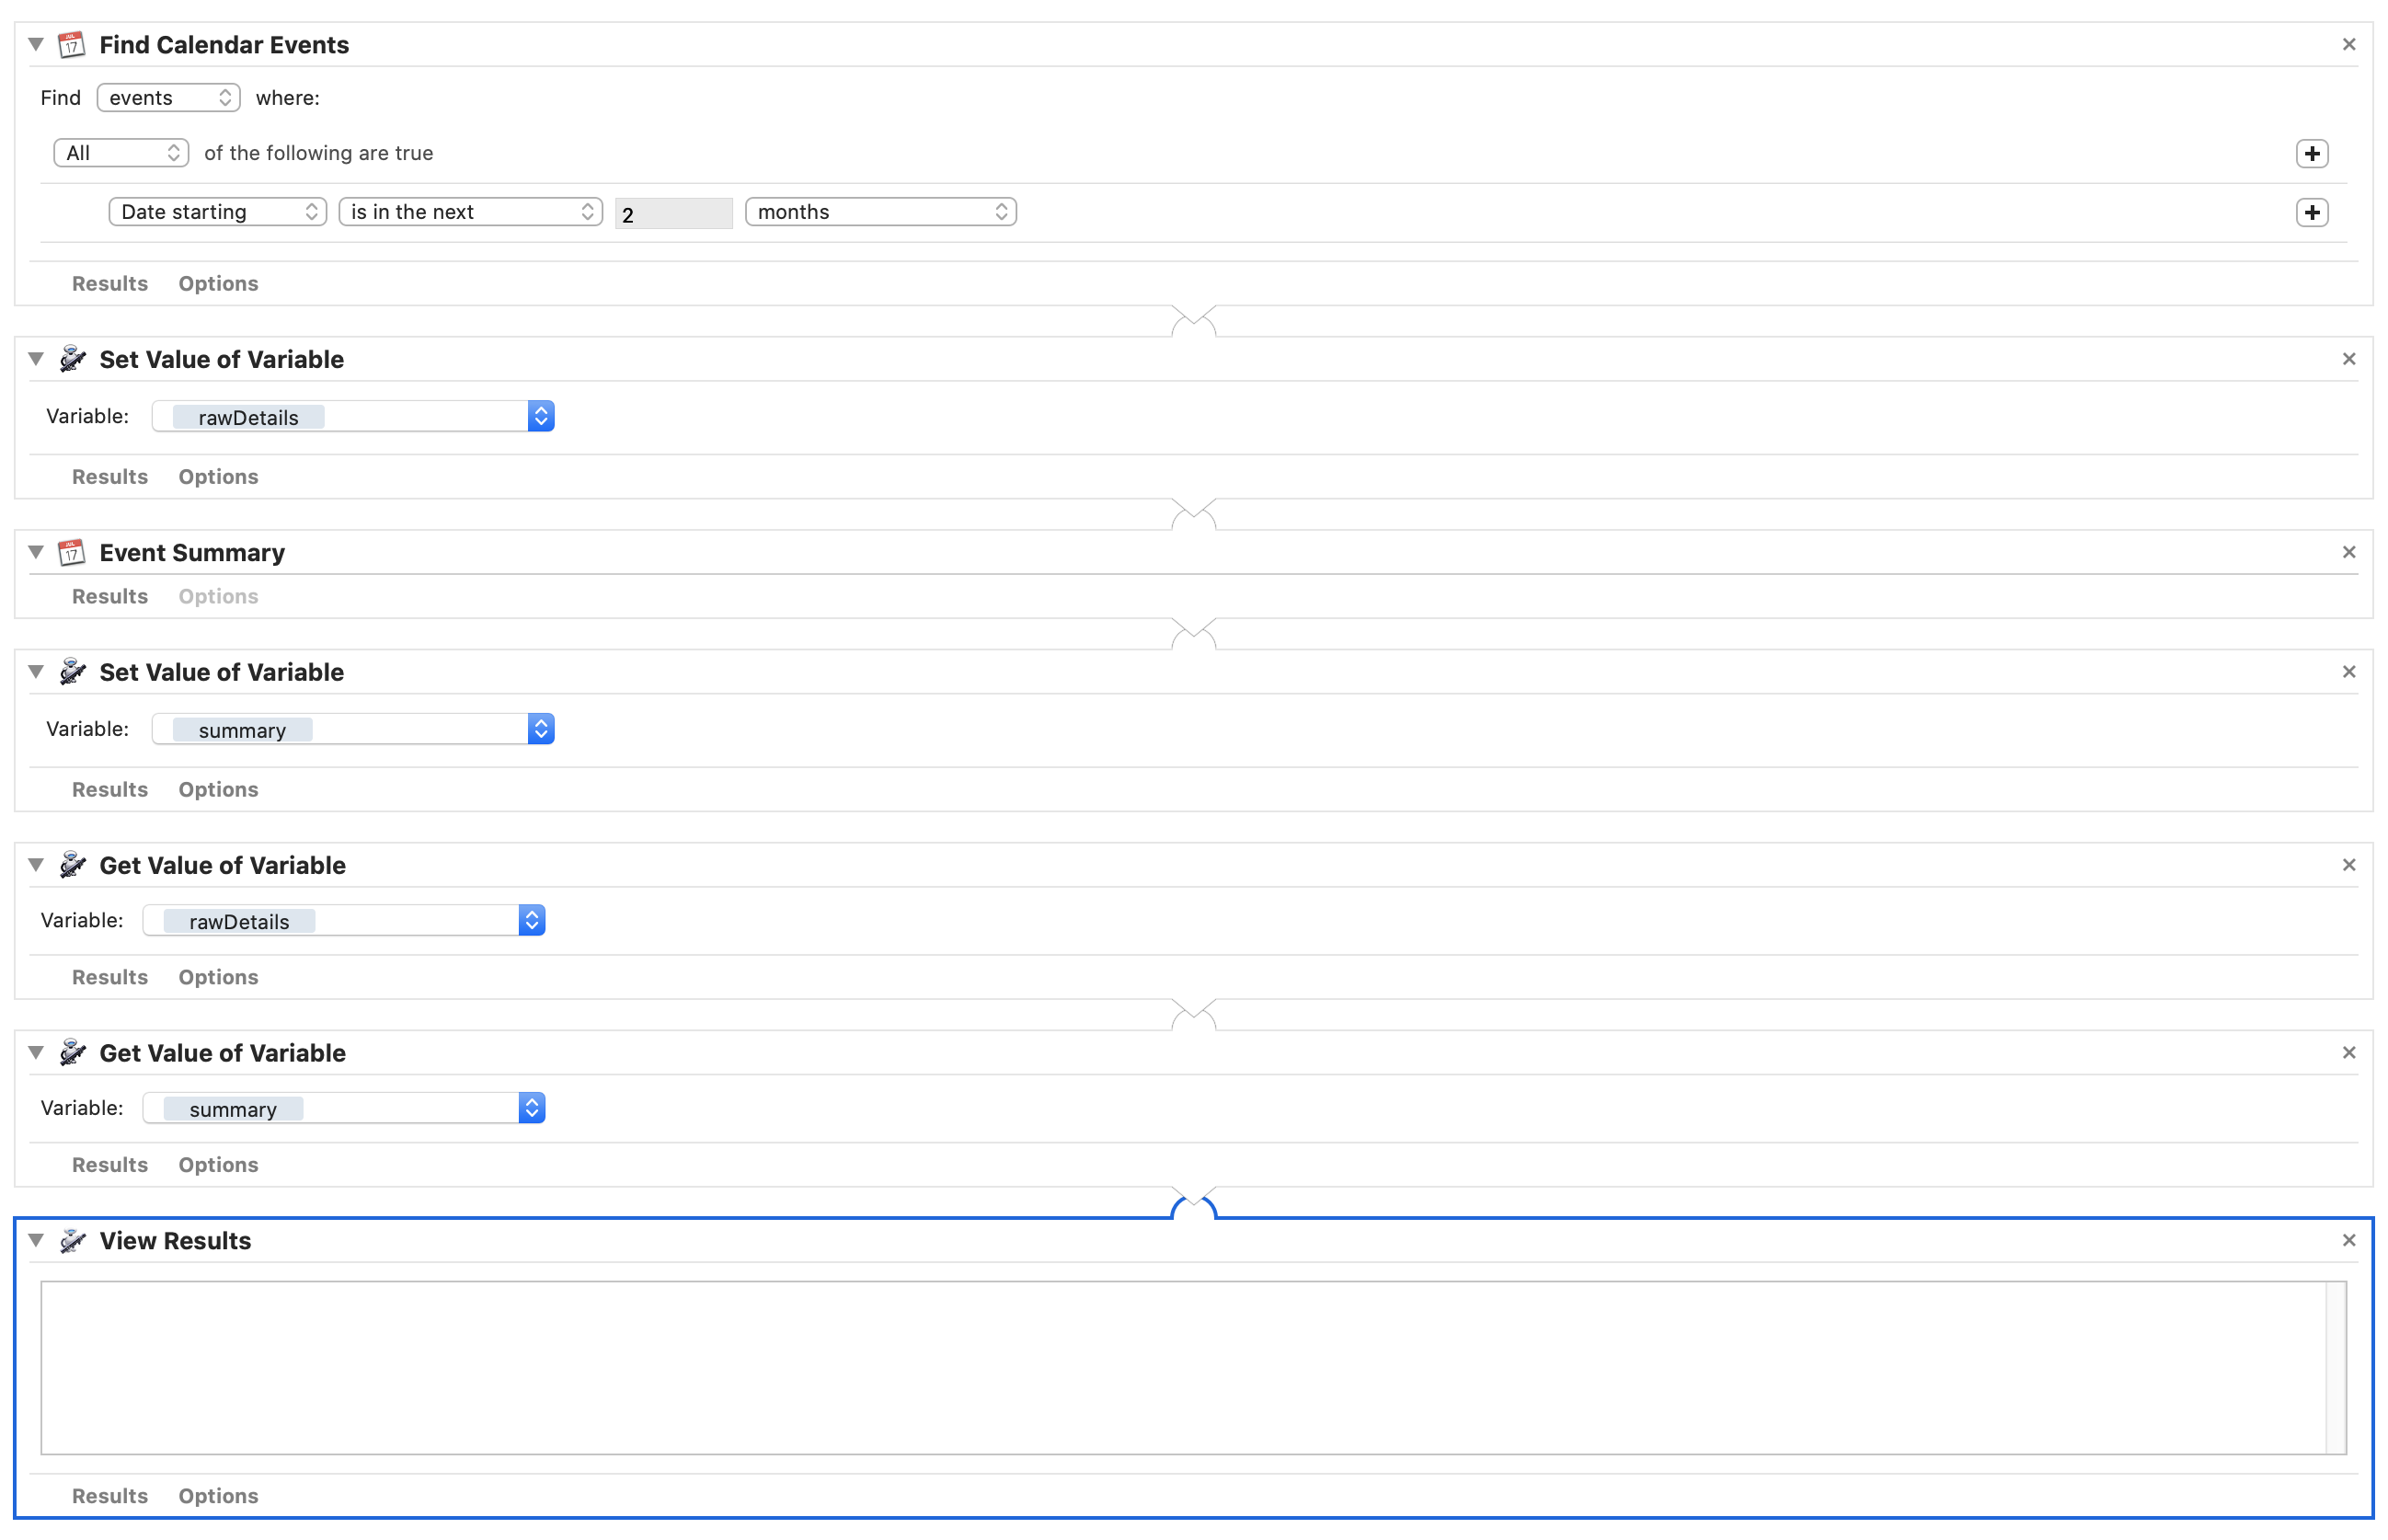 Find Calendar Events
Find events where:
All of the following are true
Date starting is in the next 2 months
Results Options
Set Value of Variable
Variable: rawDetails
Results Options
Event Summary
Results Options
Set Value of Variable
Variable: summary
Results Options
Get Value of Variable
Variable: rawDetails
Results Options
Get Value of Variable
Variable: summary
Results Options
View Results
Results Options